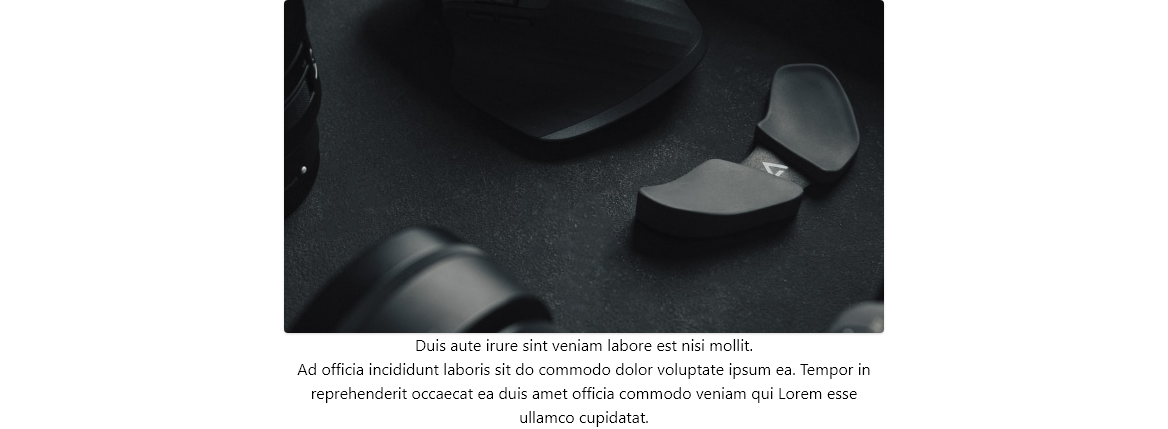 Duis aute irure sint veniam labore est nisi mollit.
Ad officia incididunt laboris sit do commodo dolor voluptate ipsum ea. Tempor in
reprehenderit occaecat ea duis amet officia commodo veniam qui Lorem esse
ullamco cupidatat.